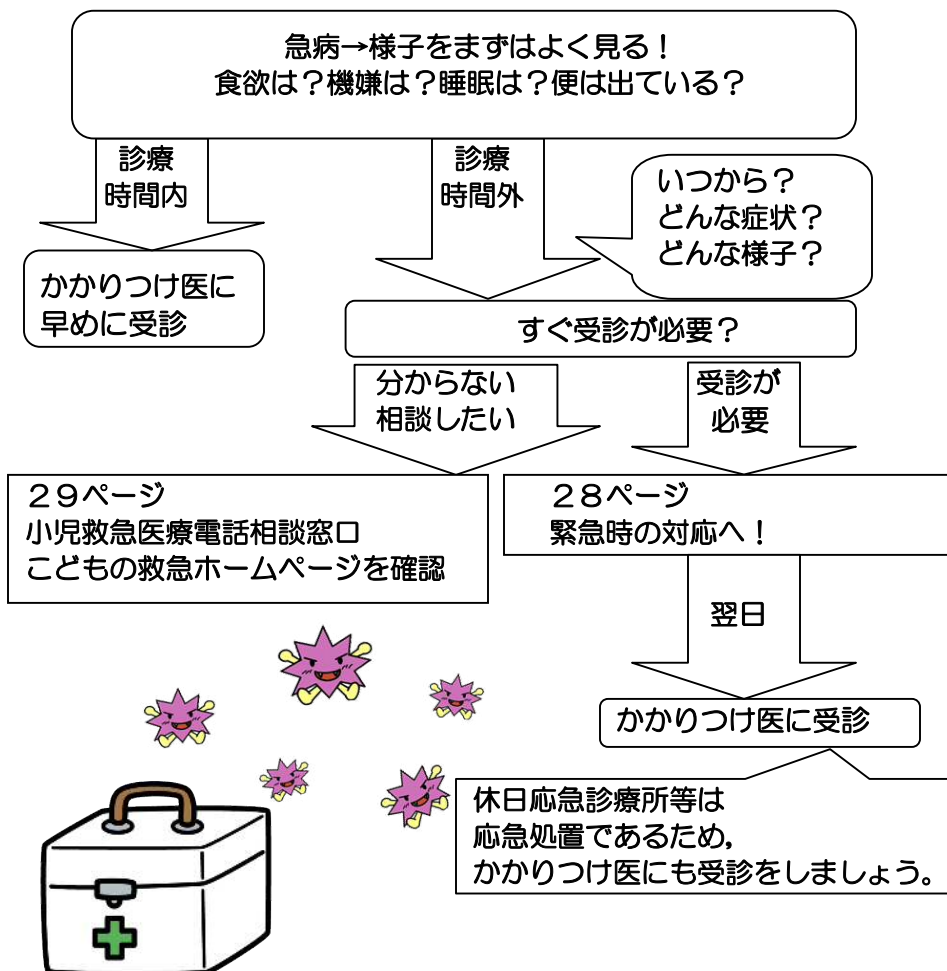 急病→様子をまずはよく見る！
食欲は？機嫌は？睡眠は？便は出ている？
診療
時間内
診療
時間外
いつから？
どんな症状？
どんな様子？
かかりつけ医に
早めに受診
すぐ受診が必要？
分からない
相談したい
受診が
必要
２９ページ
小児救急医療電話相談窓口
こどもの救急ホームページを確認
２８ページ
緊急時の対応へ！
翌日
かかりつけ医に受診
休日応急診療所等は
応急処置であるため，
かかりつけ医にも受診をしましょう。